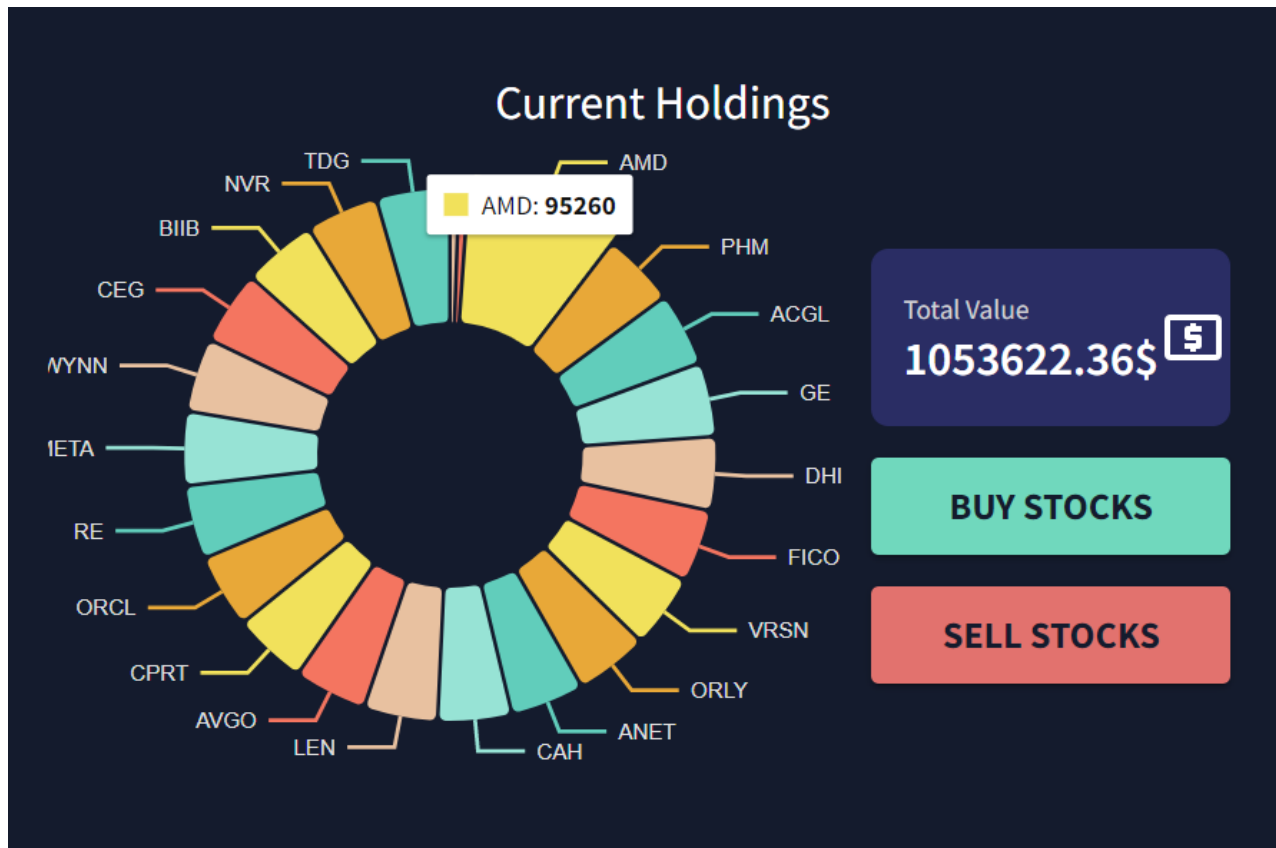 Current Holdings
TDG
AMD
NVR
AMD: 95260
BIIB
PHM
CEG
ACGL
WYNN
GE
META
DHI
RE
FICO
ORCL
VRSN
CPRT
ORLY
AVGO
ANET
LEN
CAH
Total Value
1053622.36$
$
BUY STOCKS
SELL STOCKS